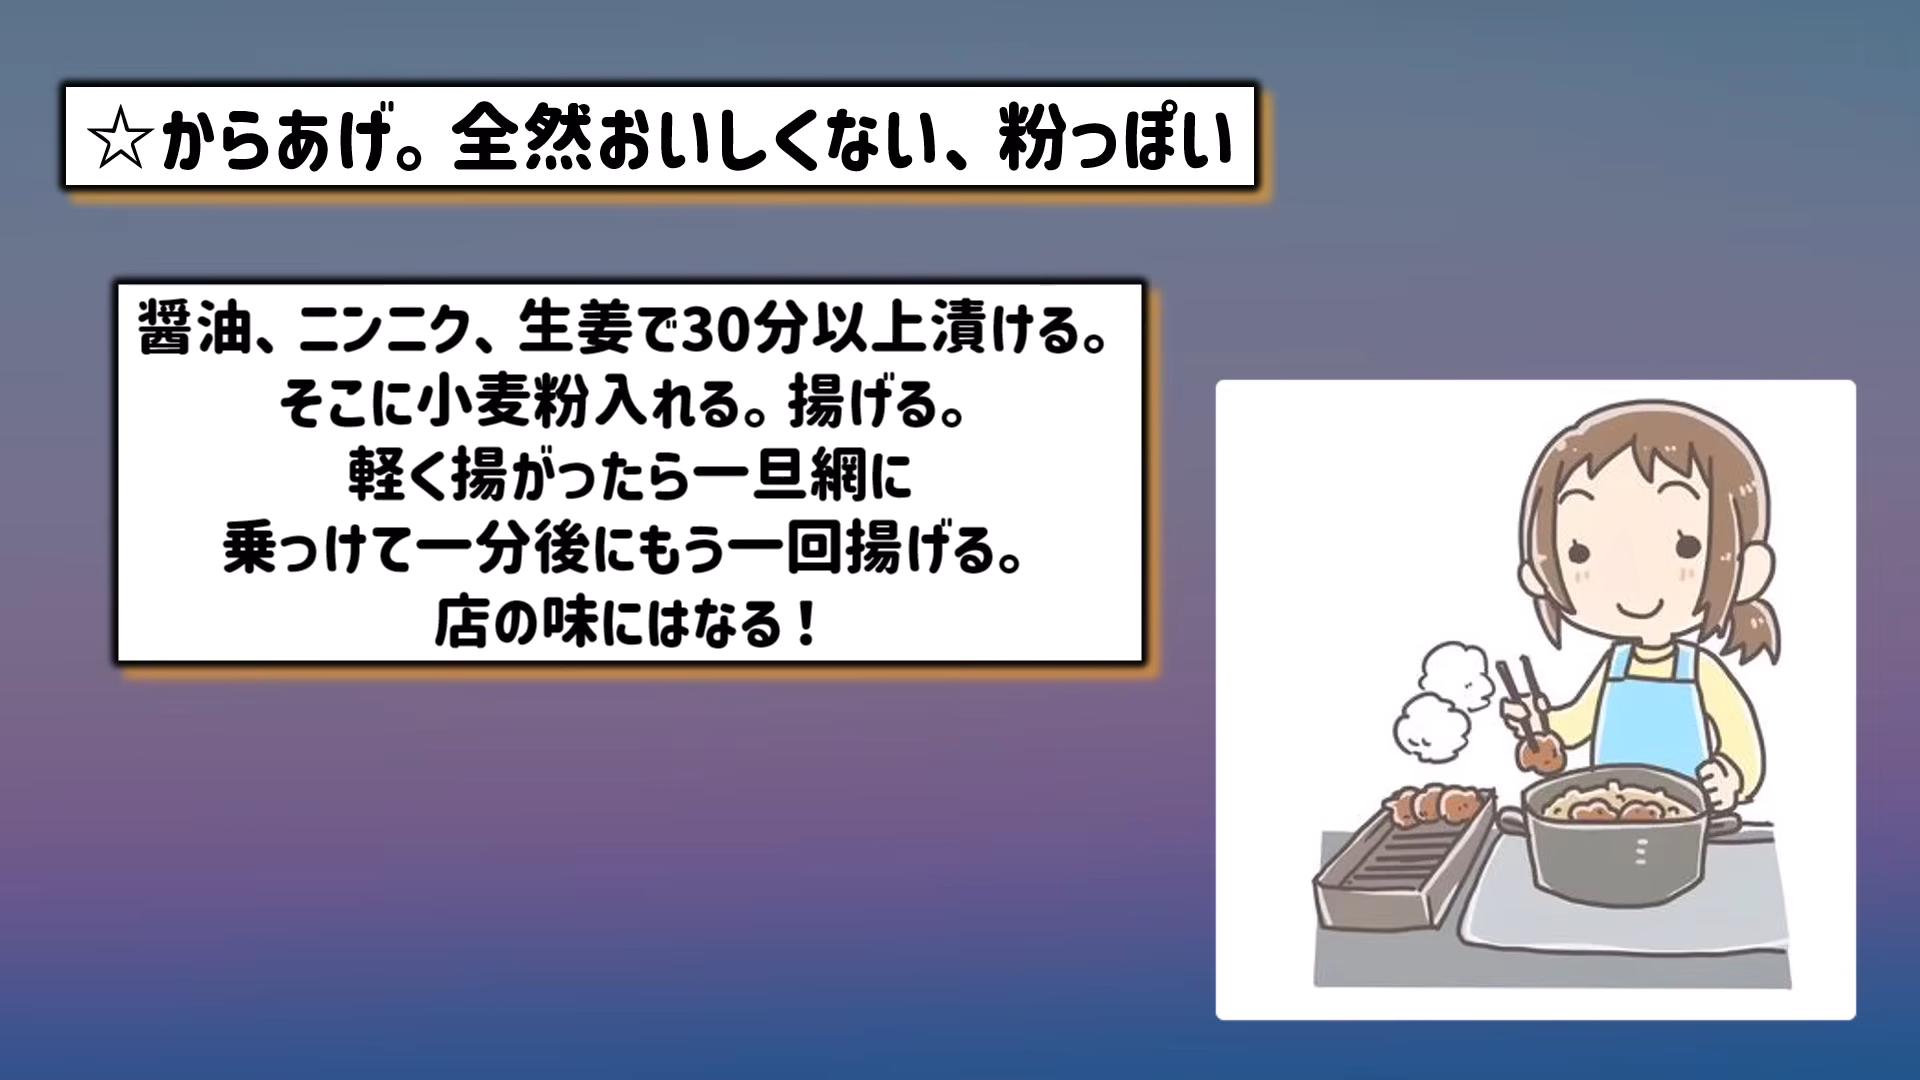 ☆からあげ。全然おいしくない、粉っぽい
醤油、ニンニク、生姜で30分以上漬ける。
そこに小麦粉入れる。揚げる。
軽く揚がったら一旦網に
乗っけて一分後にもう一回揚げる。
店の味にはなる！